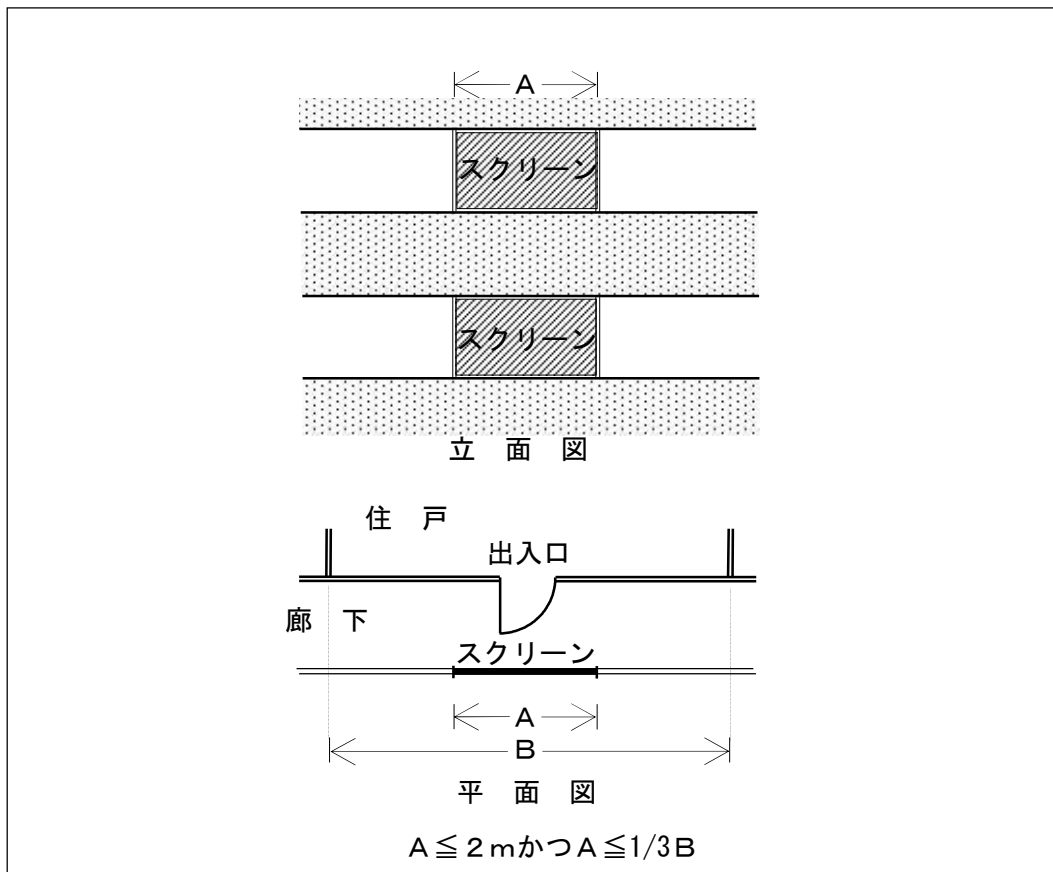 A
スクリーン
スクリーン
立 面 図
住 戸
出入口
廊 下
スクリーン
A
B
平 面 図
A≦2mかつA≦1/3B